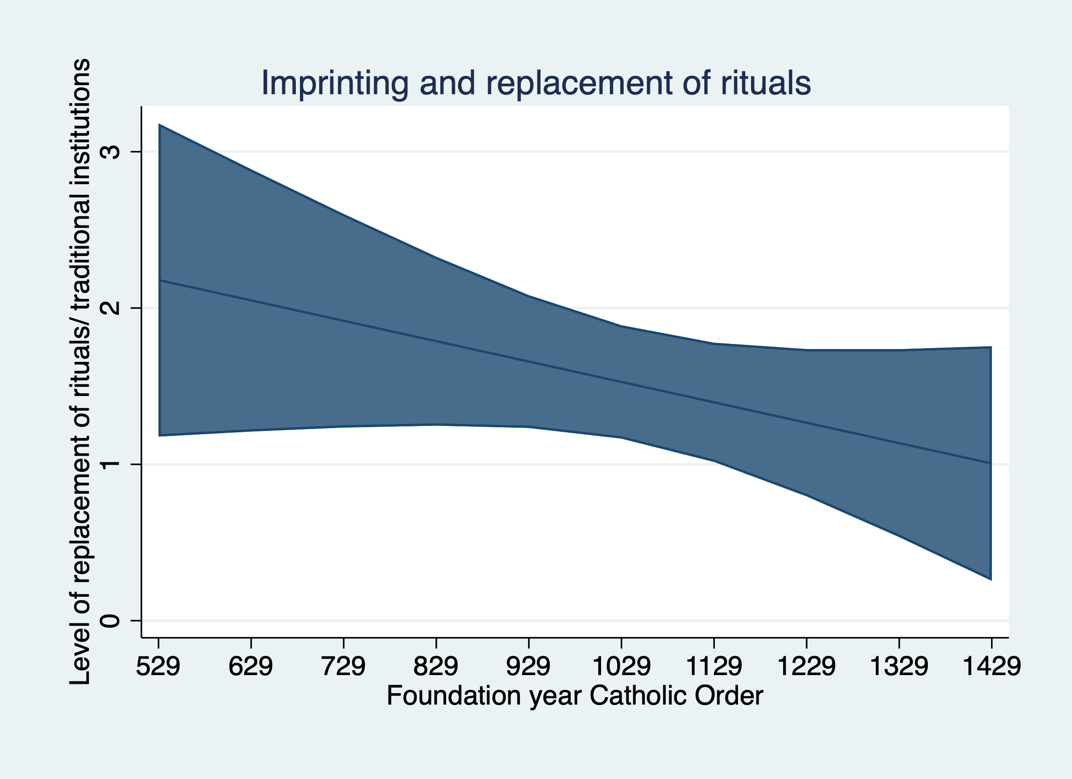 Imprinting and replacement of rituals
Level of replacement of rituals/ traditional institutions
3
2
1
0
529 629 729 829 929 1029 1129 1229 1329 1429
Foundation year Catholic Order